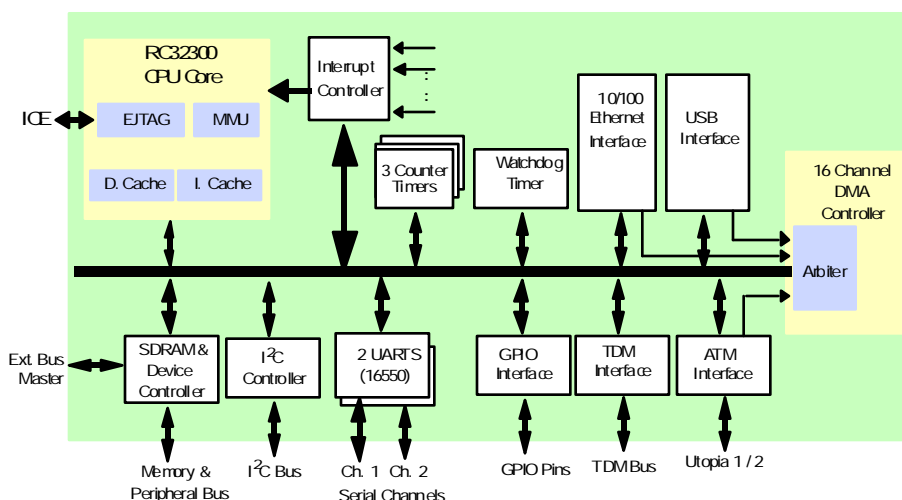 RC32300
CPU Core
Interrupt
Controller
10/100
Ethernet
Interface
USB
Interface
ICE
EJTAG
MMU
3 Counter
Timers
Watchdog
Timer
16 Channel
DMA
Controller
D. Cache
I. Cache
Arbiter
Ext. Bus
Master
SDRAM &
Device
Controller
I²C
Controller
2 UARTS
(16550)
GPIO
Interface
TDM
Interface
ATM
Interface
Memory &
Peripheral Bus
I²C Bus
Ch. 1
Ch. 2
Serial Channels
GPIO Pins
TDM Bus
Utopia 1 / 2